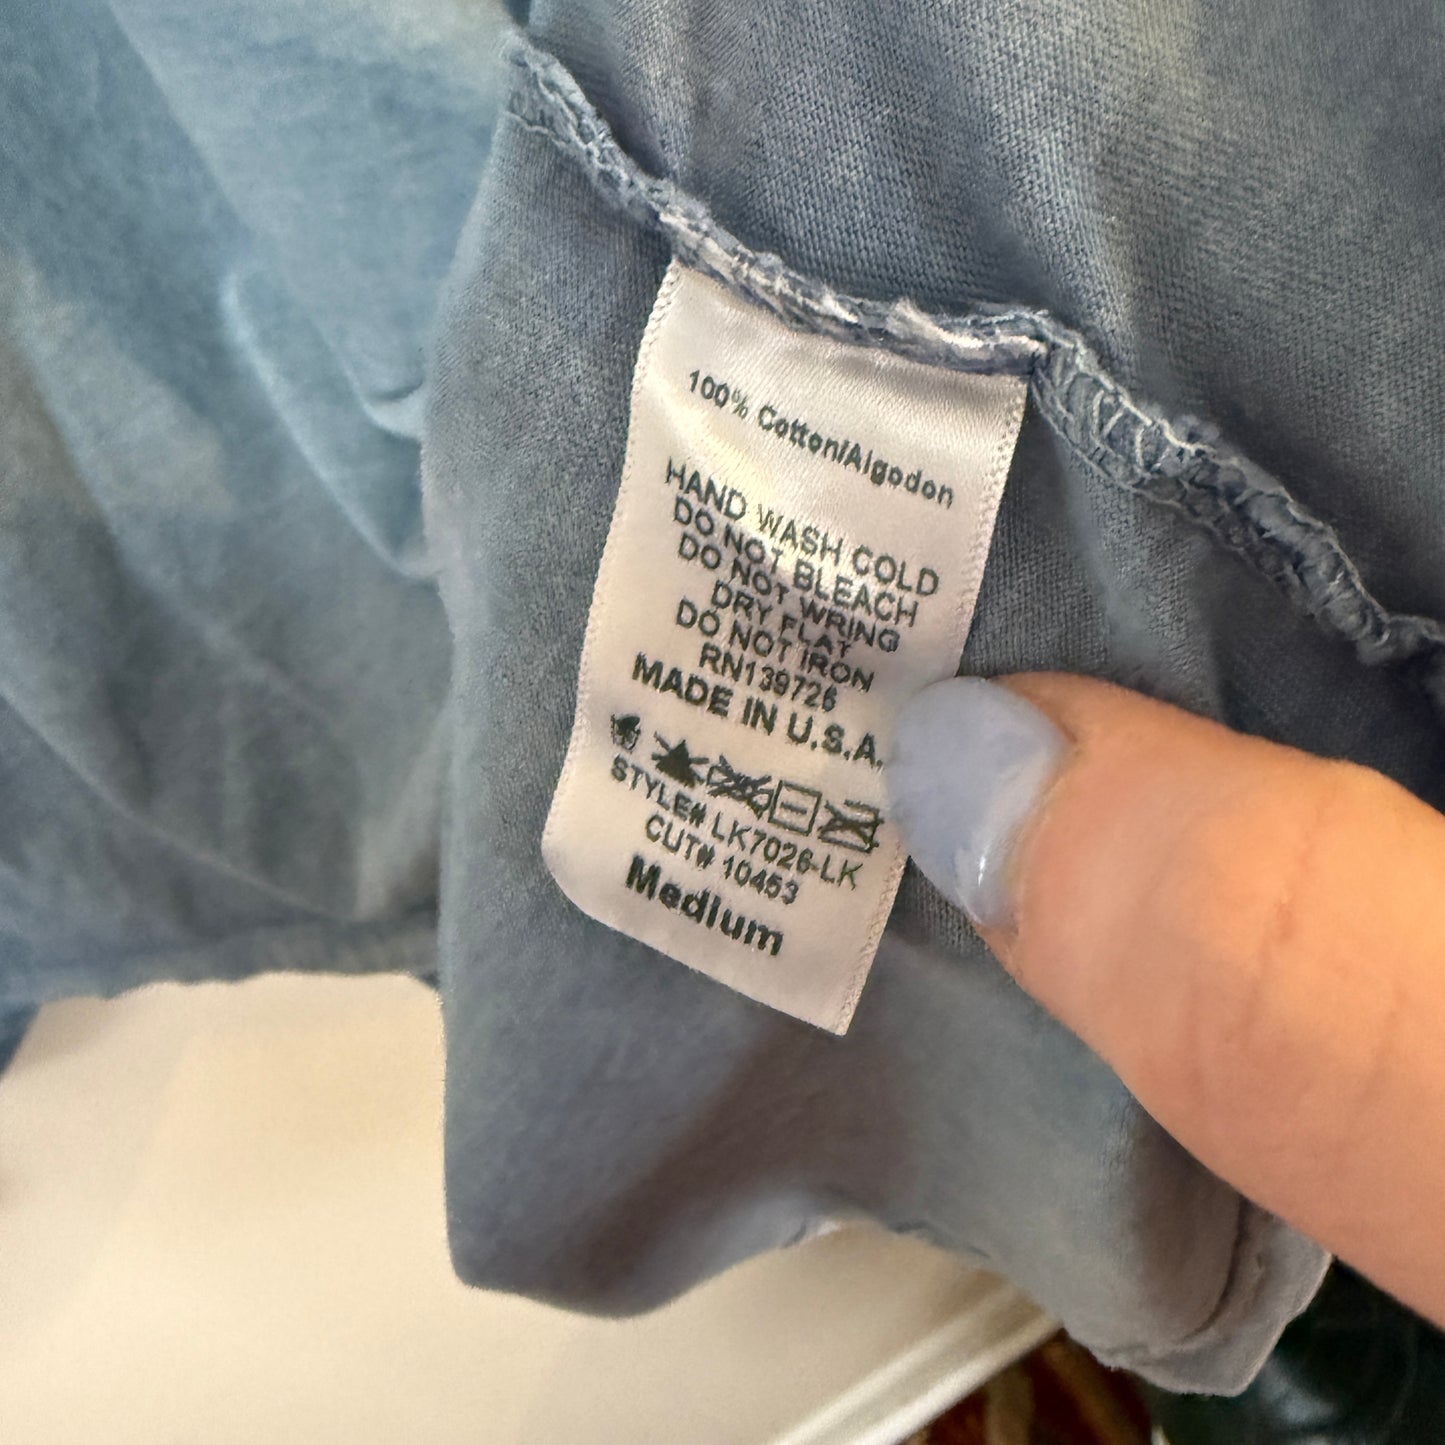 100% Cotton/Algodon
HAND WASH COLD
DO NOT BLEACH
DO NOT WRING
DRY FLAT
DO NOT IRON
RN139726
MADE IN U.S.A.
STYLE# LK7026-LK
CUT# 10453
Medium